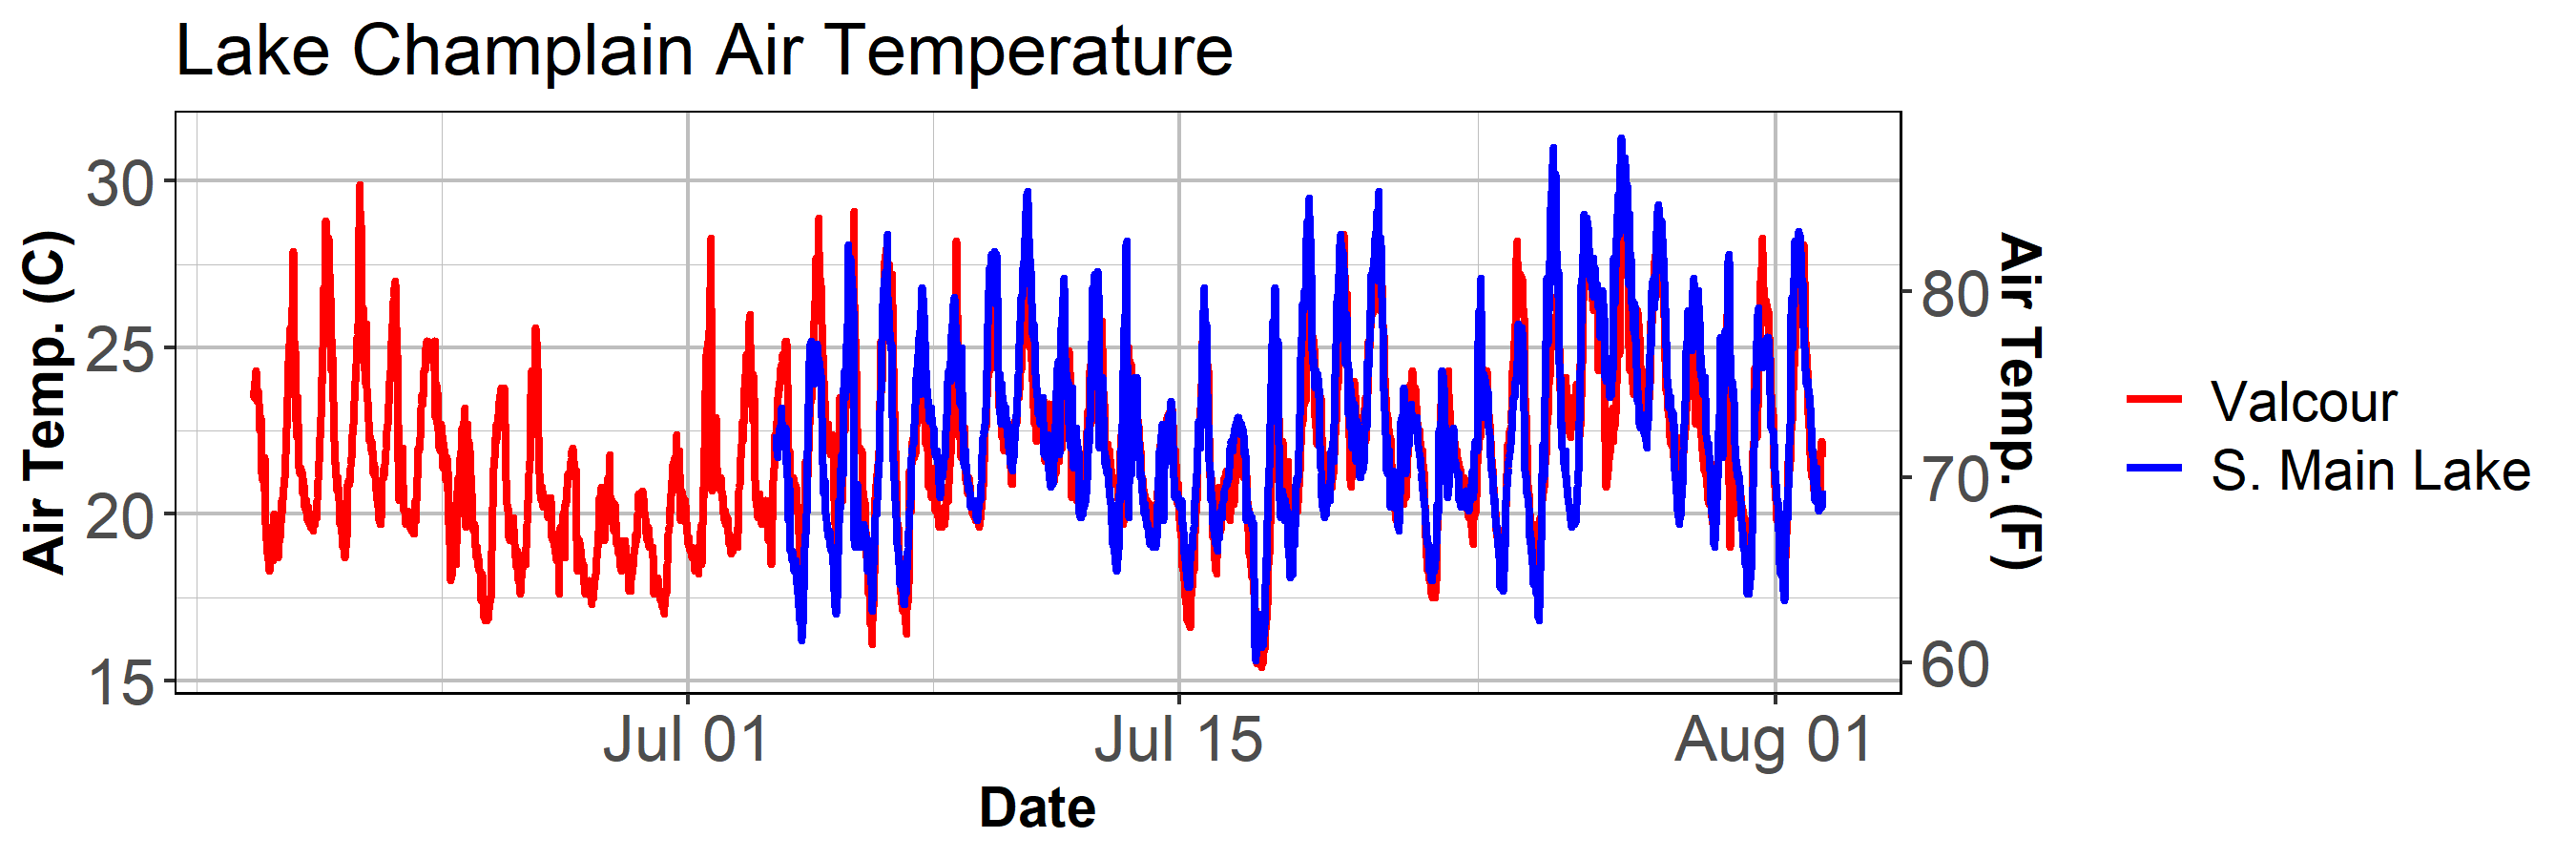 Lake Champlain Air Temperature
Air Temp. (C)
30
25
20
15
80
70
60
Air Temp. (F)
Jul 01
Jul 15
Aug 01
Date
Valcour
S. Main Lake